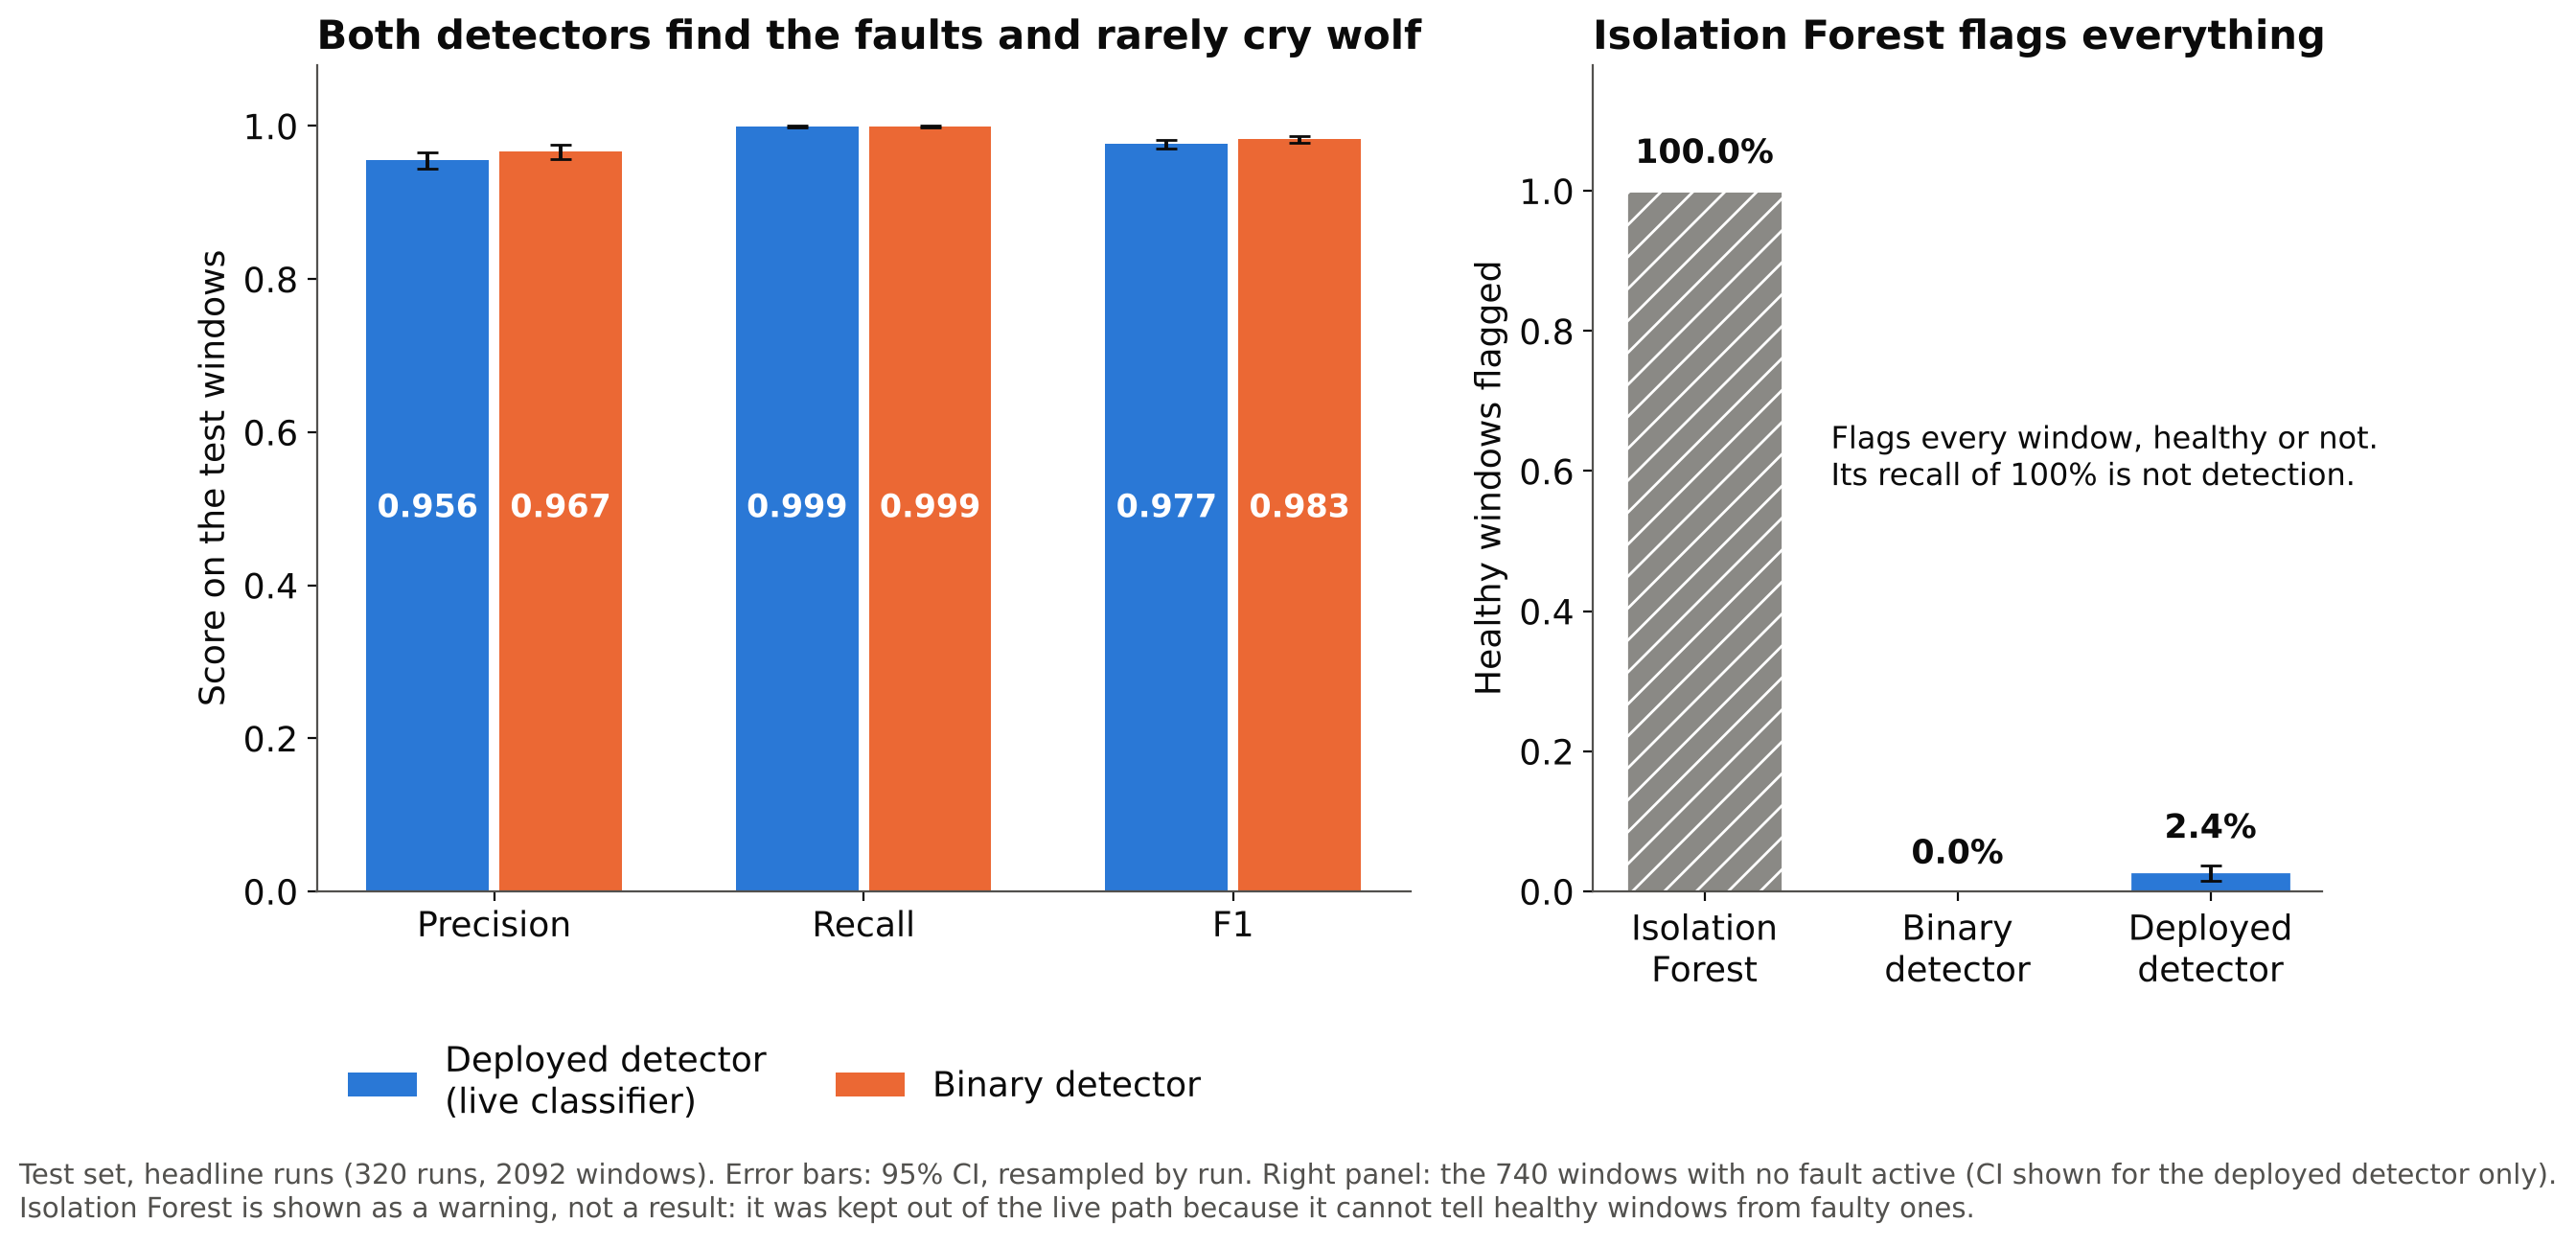 Both detectors find the faults and rarely cry wolf
Score on the test windows
1.0
0.8
0.6
0.4
0.2
0.0
0.956
0.967
0.999
0.999
0.977
0.983
Precision
Recall
F1
Deployed detector
(live classifier)
Binary detector
Isolation Forest flags everything
Healthy windows flagged
1.0
0.8
0.6
0.4
0.2
0.0
100.0%
Flags every window, healthy or not.
Its recall of 100% is not detection.
0.0%
2.4%
Isolation
Forest
Binary
detector
Deployed
detector
Test set, headline runs (320 runs, 2092 windows). Error bars: 95% CI, resampled by run. Right panel: the 740 windows with no fault active (CI shown for the deployed detector only).
Isolation Forest is shown as a warning, not a result: it was kept out of the live path because it cannot tell healthy windows from faulty ones.